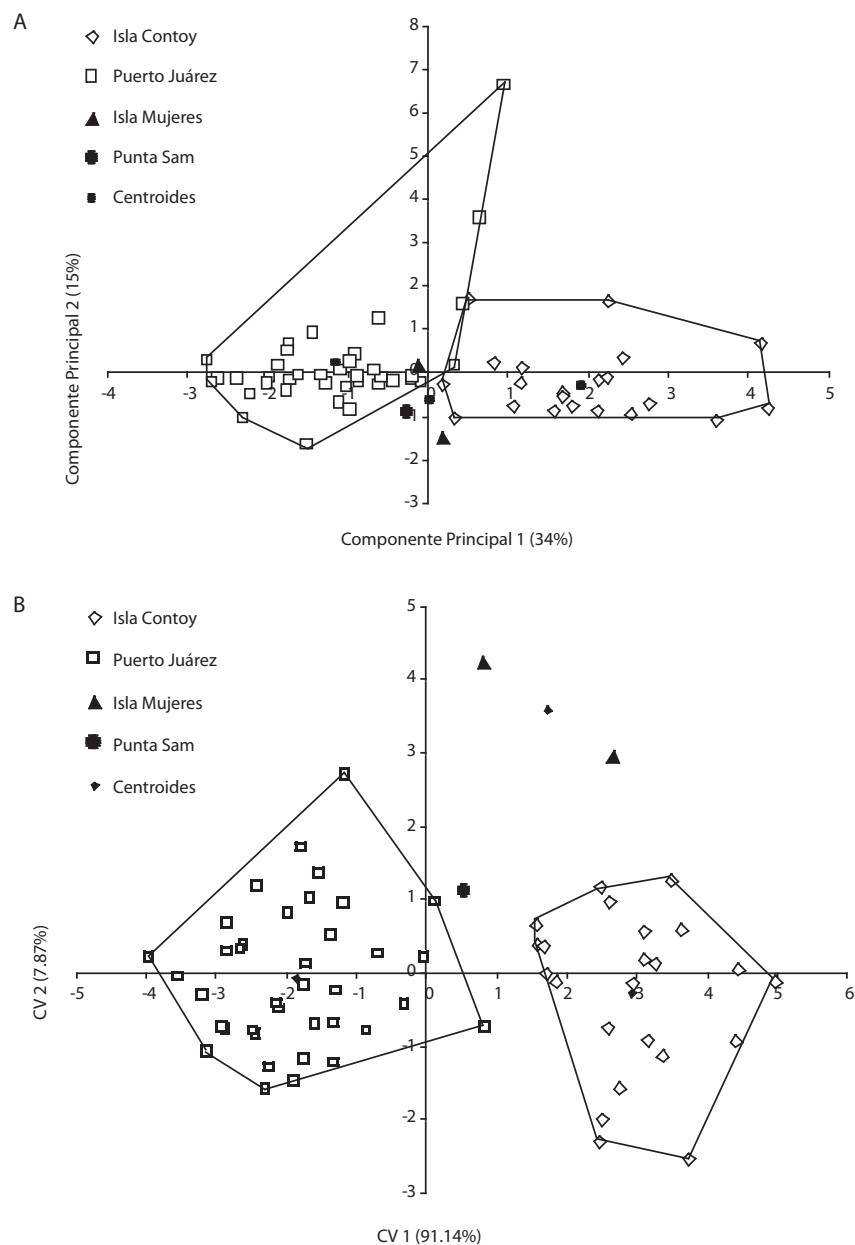 A
Isla Contoy
Puerto Juárez
Isla Mujeres
Punta Sam
Centroides
8
7
6
5
4
3
2
1
0
-4 -3 -2 -1 0 1 2 3 4 5
-1
-2
-3
Componente Principal 2 (15%)
Componente Principal 1 (34%)
B
Isla Contoy
Puerto Juárez
Isla Mujeres
Punta Sam
Centroides
5
4
3
2
1
0
-5 -4 -3 -2 -1 0 1 2 3 4 5 6
-1
-2
-3
CV 2 (7.87%)
CV 1 (91.14%)